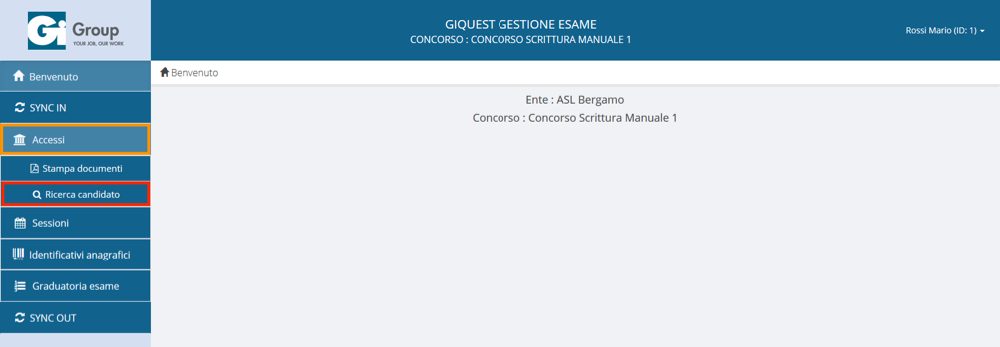 Gi Group
YOUR JOB, OUR WORK
GIQUEST GESTIONE ESAME
CONCORSO : CONCORSO SCRITTURA MANUALE 1
Rossi Mario (ID: 1)
Benvenuto
SYNC IN
Accessi
Stampa documenti
Ricerca candidato
Sessioni
Identificativi anagrafici
Graduatoria esame
SYNC OUT
Benvenuto
Ente : ASL Bergamo
Concorso : Concorso Scrittura Manuale 1